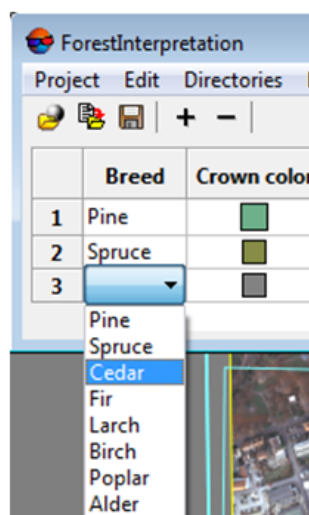 ForestInterpretation
Project Edit Directories
Breed Crown color
1 Pine
2 Spruce
3
Pine
Spruce
Cedar
Fir
Larch
Birch
Poplar
Alder